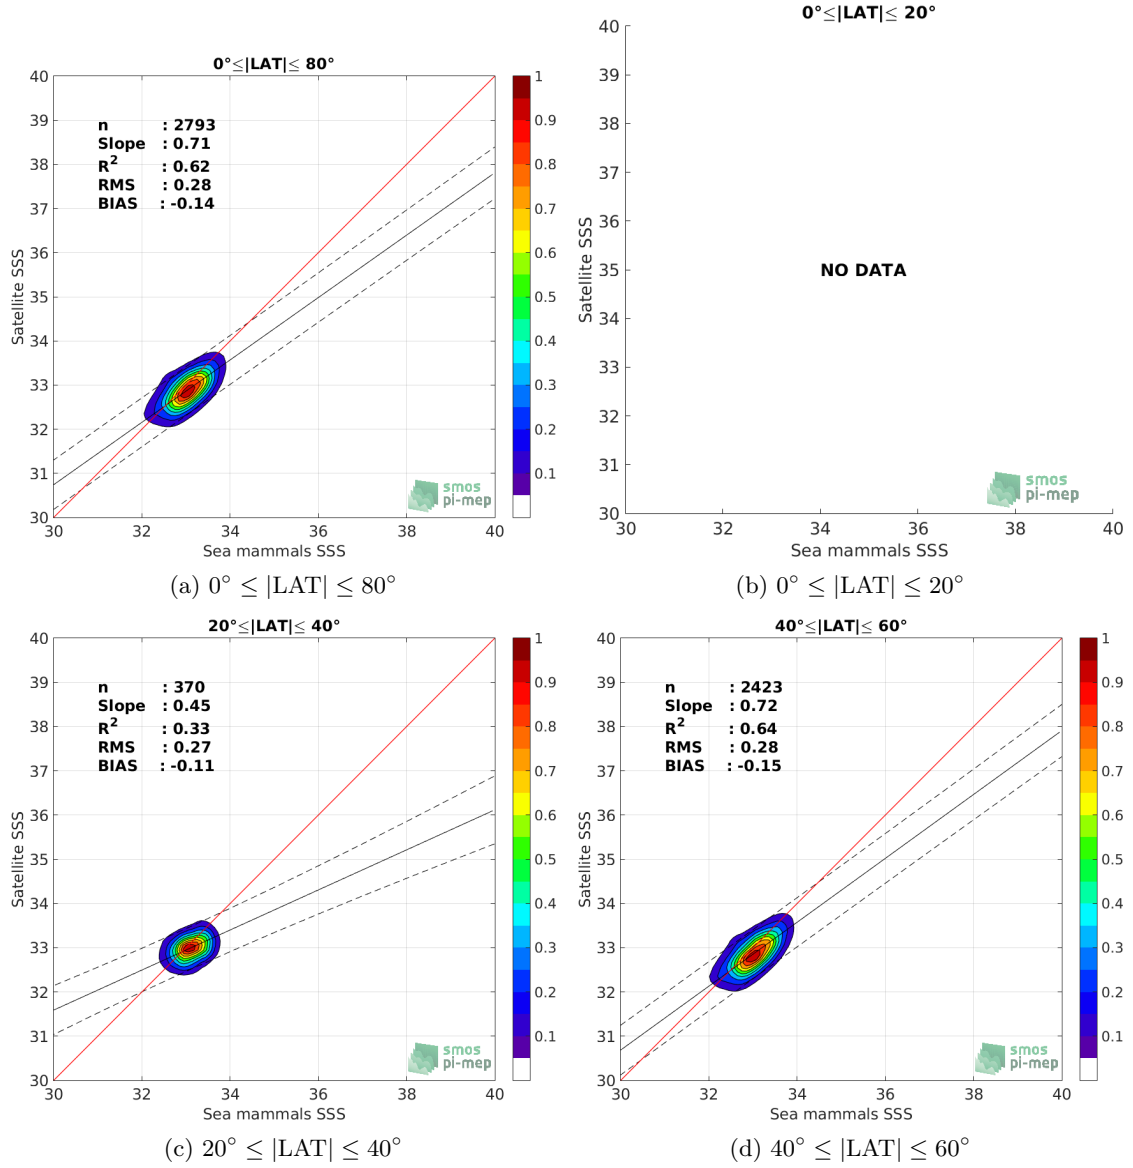 0°≤|LAT|≤ 80°
40
39
38
37
36
35
34
33
32
31
30
30
32
34
36
38
40
Satellite SSS
Sea mammals SSS
n : 2793
Slope : 0.71
R² : 0.62
RMS : 0.28
BIAS : -0.14
1
0.9
0.8
0.7
0.6
0.5
0.4
0.3
0.2
0.1
smos
pi-mep
(a) 0° ≤ |LAT| ≤ 80°
0°≤|LAT|≤ 20°
40
39
38
37
36
35
34
33
32
31
30
30
32
34
36
38
40
Satellite SSS
Sea mammals SSS
NO DATA
smos
pi-mep
(b) 0° ≤ |LAT| ≤ 20°
20°≤|LAT|≤ 40°
40
39
38
37
36
35
34
33
32
31
30
30
32
34
36
38
40
Satellite SSS
Sea mammals SSS
n : 370
Slope : 0.45
R² : 0.33
RMS : 0.27
BIAS : -0.11
1
0.9
0.8
0.7
0.6
0.5
0.4
0.3
0.2
0.1
smos
pi-mep
(c) 20° ≤ |LAT| ≤ 40°
40°≤|LAT|≤ 60°
40
39
38
37
36
35
34
33
32
31
30
30
32
34
36
38
40
Satellite SSS
Sea mammals SSS
n : 2423
Slope : 0.72
R² : 0.64
RMS : 0.28
BIAS : -0.15
1
0.9
0.8
0.7
0.6
0.5
0.4
0.3
0.2
0.1
smos
pi-mep
(d) 40° ≤ |LAT| ≤ 60°